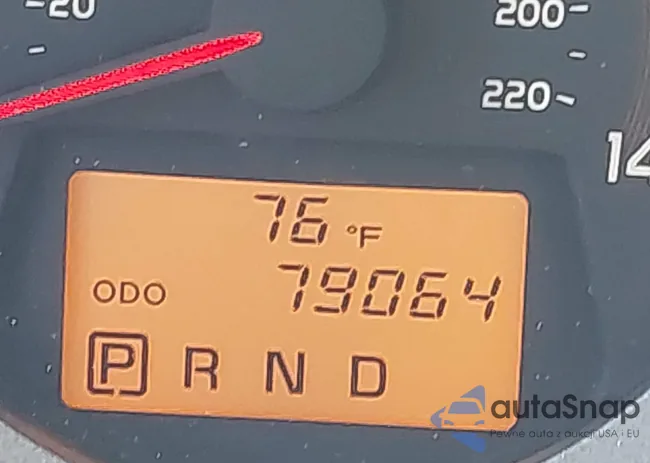 20
200
220
14
76 °F
ODO 79064
P R N D
autaSnap
Pewne auta z aukcji USA i EU